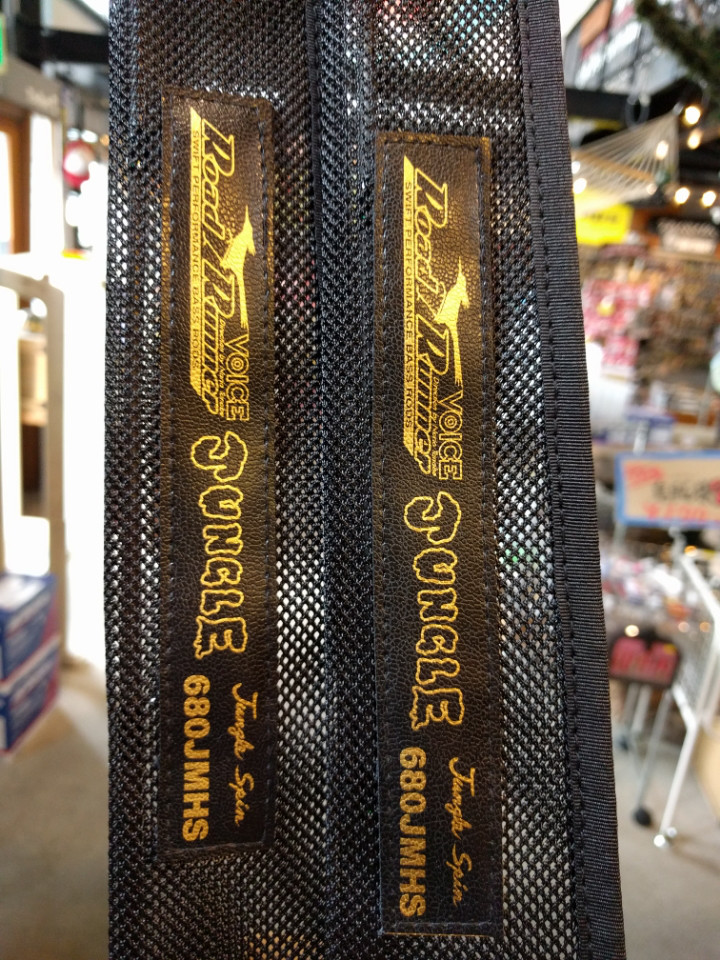 Road Runner
VOICE
SWIFT PERFORMANCE BASS RODS
JUNGLE
Jungle Spin
680JMHS
Road Runner
VOICE
SWIFT PERFORMANCE BASS RODS
JUNGLE
Jungle Spin
680JMHS